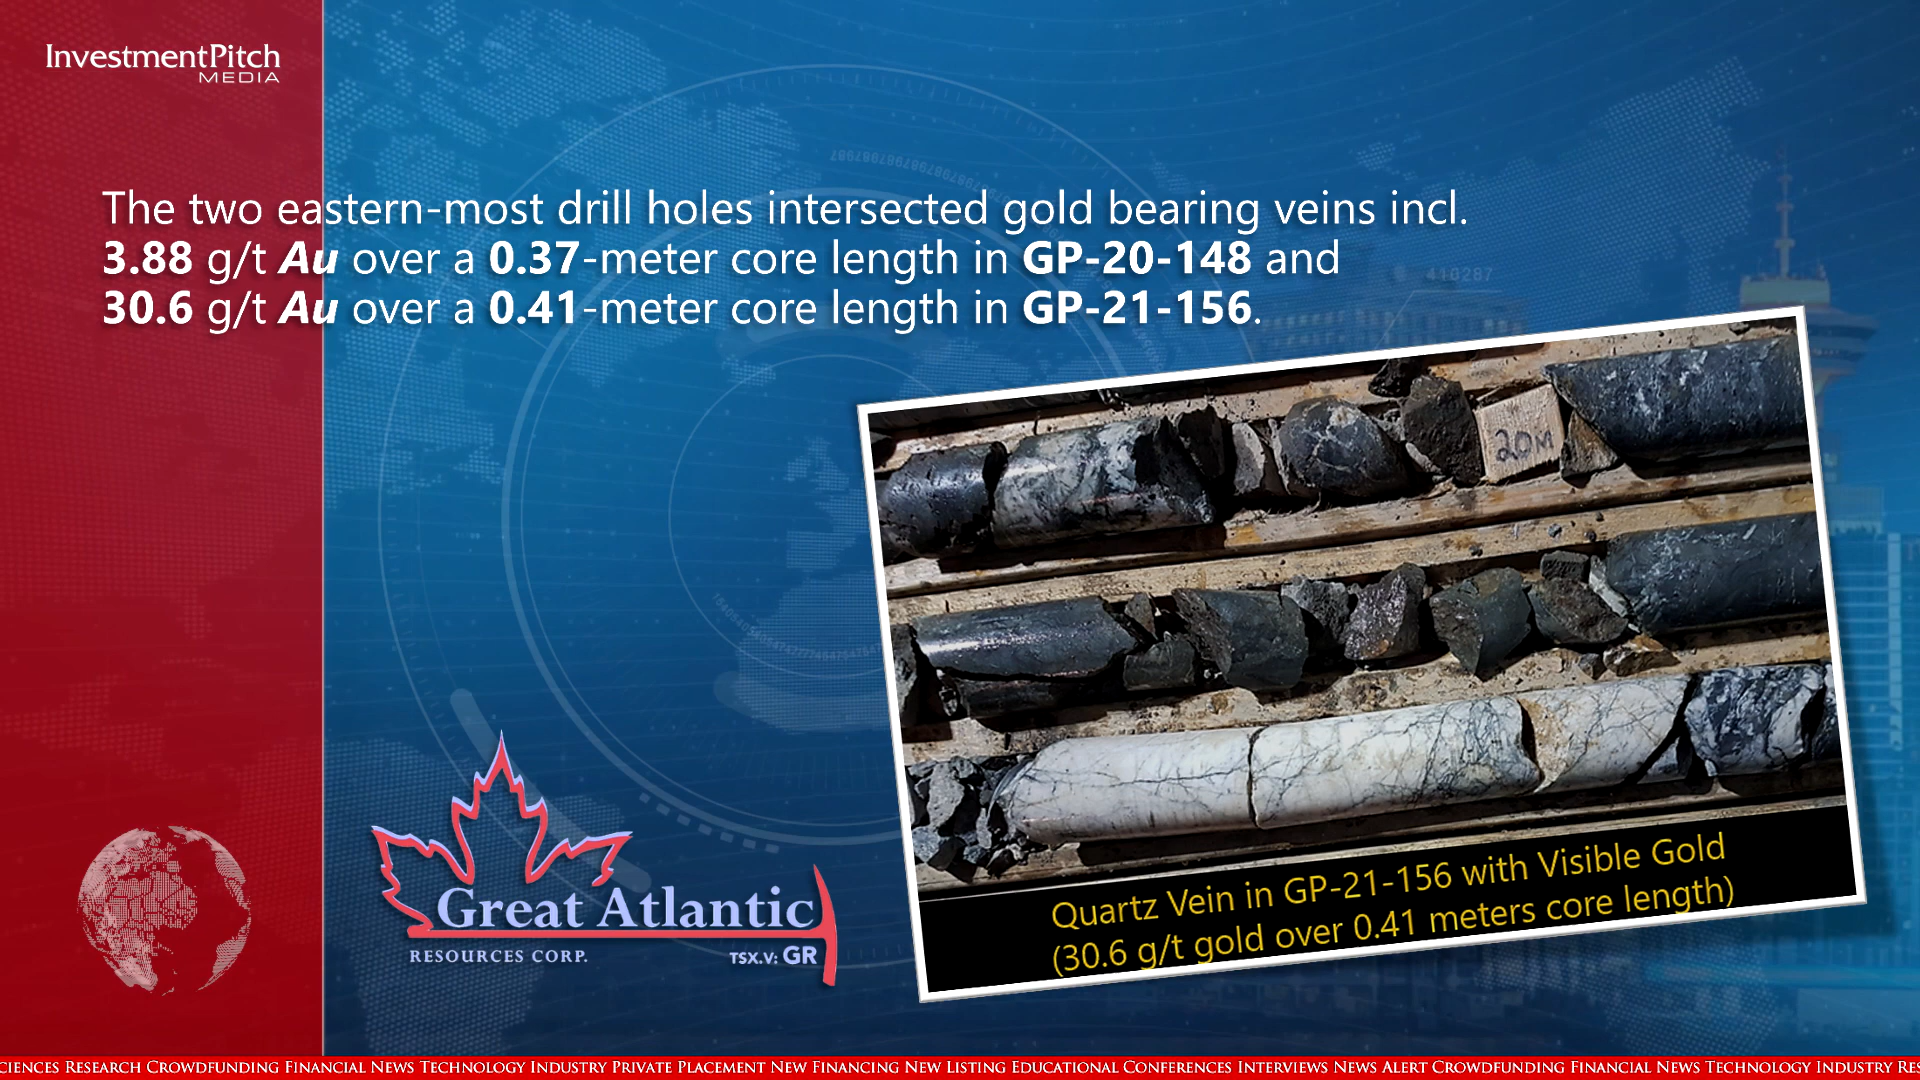 InvestmentPitch
MEDIA
The two eastern-most drill holes intersected gold bearing veins incl.
3.88 g/t Au over a 0.37-meter core length in GP-20-148 and
30.6 g/t Au over a 0.41-meter core length in GP-21-156.
410287
20M
Quartz Vein in GP-21-156 with Visible Gold
(30.6 g/t gold over 0.41 meters core length)
Great Atlantic
RESOURCES CORP.
TSX.V: GR
CIENCES RESEARCH CROWDFUNDING FINANCIAL NEWS TECHNOLOGY INDUSTRY PRIVATE PLACEMENT NEW FINANCING NEW LISTING EDUCATIONAL CONFERENCES INTERVIEWS NEWS ALERT CROWDFUNDING FINANCIAL NEWS TECHNOLOGY INDUSTRY RES